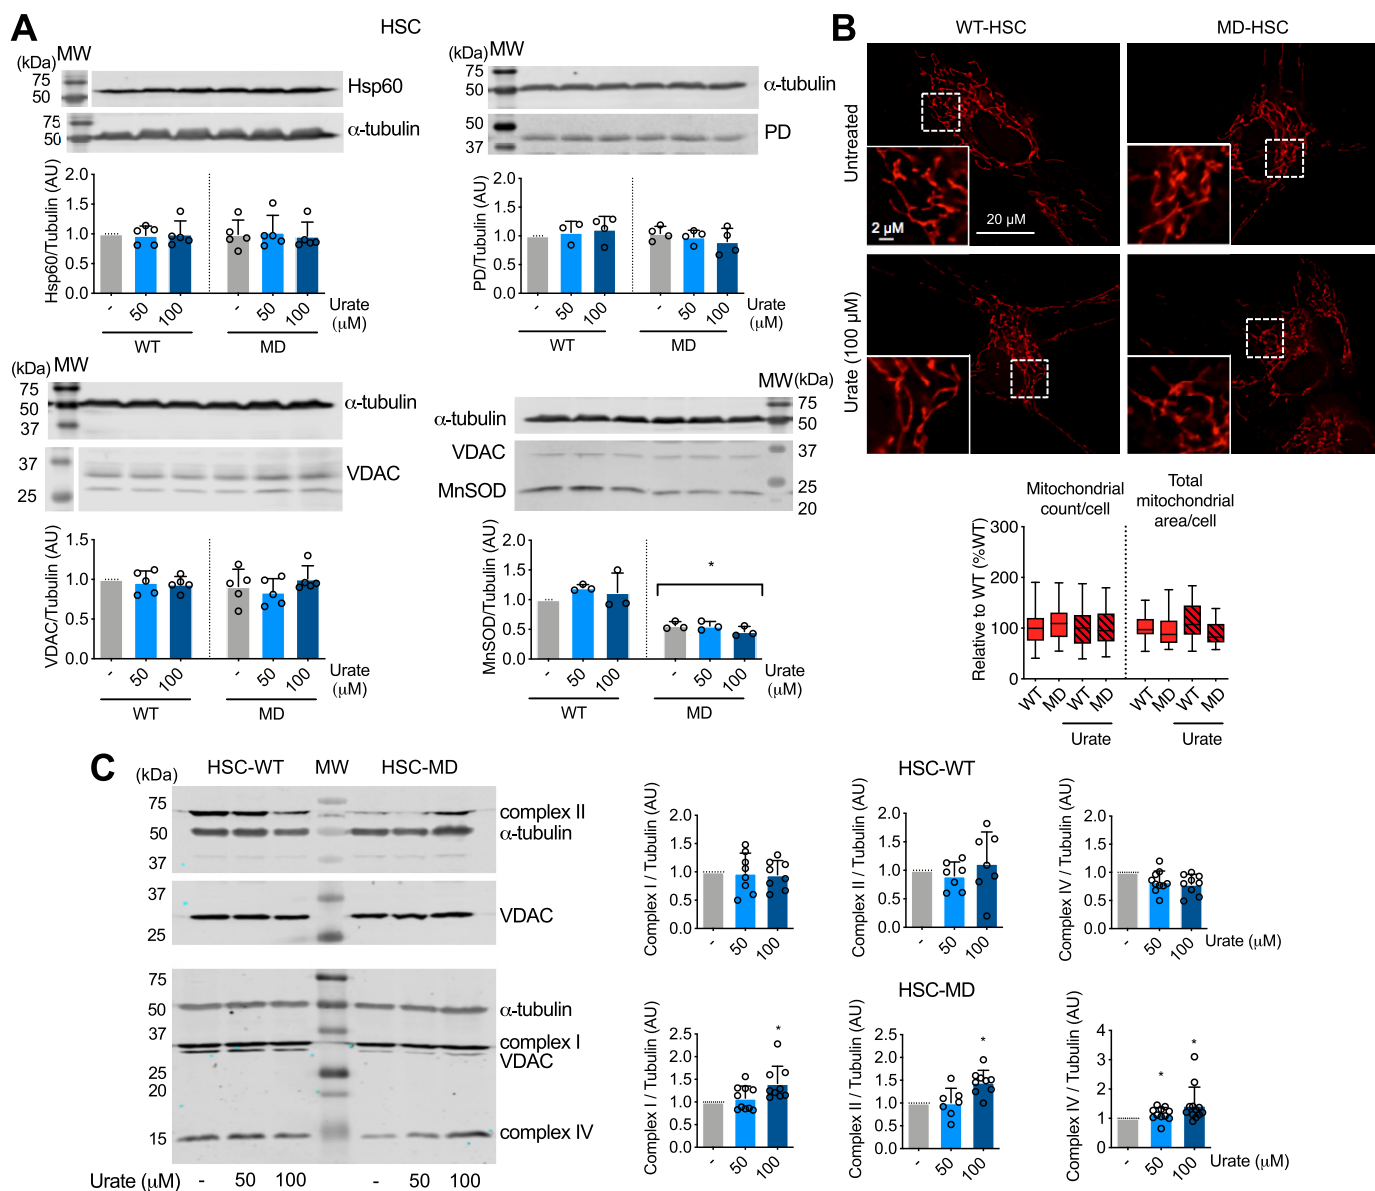 A
HSC
(kDa)
MW
75
50
Hsp60
75
50
α-tubulin
Hsp60/Tubulin (AU)
2.0
1.5
1.0
0.5
0.0
-
50
100
-
50
100
Urate
(μM)
WT
MD
(kDa)
MW
75
50
α-tubulin
50
37
PD
PD/Tubulin (AU)
2.0
1.5
1.0
0.5
0.0
-
50
100
-
50
100
Urate
(μM)
WT
MD
(kDa)
MW
75
50
37
α-tubulin
37
25
VDAC
VDAC/Tubulin (AU)
1.5
1.0
0.5
0.0
-
50
100
-
50
100
Urate
(μM)
WT
MD
MW
(kDa)
α-tubulin
75
50
VDAC
37
MnSOD
25
20
MnSOD/Tubulin (AU)
2.0
1.5
1.0
0.5
0.0
*
-
50
100
-
50
100
Urate
(μM)
WT
MD
B
WT-HSC
MD-HSC
Untreated
2 μM
20 μM
Urate (100 μM)
Mitochondrial
count/cell
Total
mitochondrial
area/cell
Relative to WT (%WT)
300
200
100
0
WT
MD
WT
MD
WT
MD
WT
MD
Urate
Urate
C
(kDa)
HSC-WT
MW
HSC-MD
75
50
37
complex II
α-tubulin
37
25
VDAC
75
50
37
25
20
15
α-tubulin
complex I
VDAC
complex IV
Urate (μM)
-
50
100
-
50
100
HSC-WT
Complex I / Tubulin (AU)
2.0
1.5
1.0
0.5
0.0
-
50
100
Complex II / Tubulin (AU)
2.0
1.5
1.0
0.5
0.0
-
50
100
Complex IV / Tubulin (AU)
2.0
1.5
1.0
0.5
0.0
-
50
100
Urate (μM)
HSC-MD
Complex I / Tubulin (AU)
2.5
2.0
1.5
1.0
0.5
0.0
*
-
50
100
Complex II / Tubulin (AU)
2.5
2.0
1.5
1.0
0.5
0.0
*
-
50
100
Complex IV / Tubulin (AU)
4
3
2
1
0
*
*
-
50
100
Urate (μM)